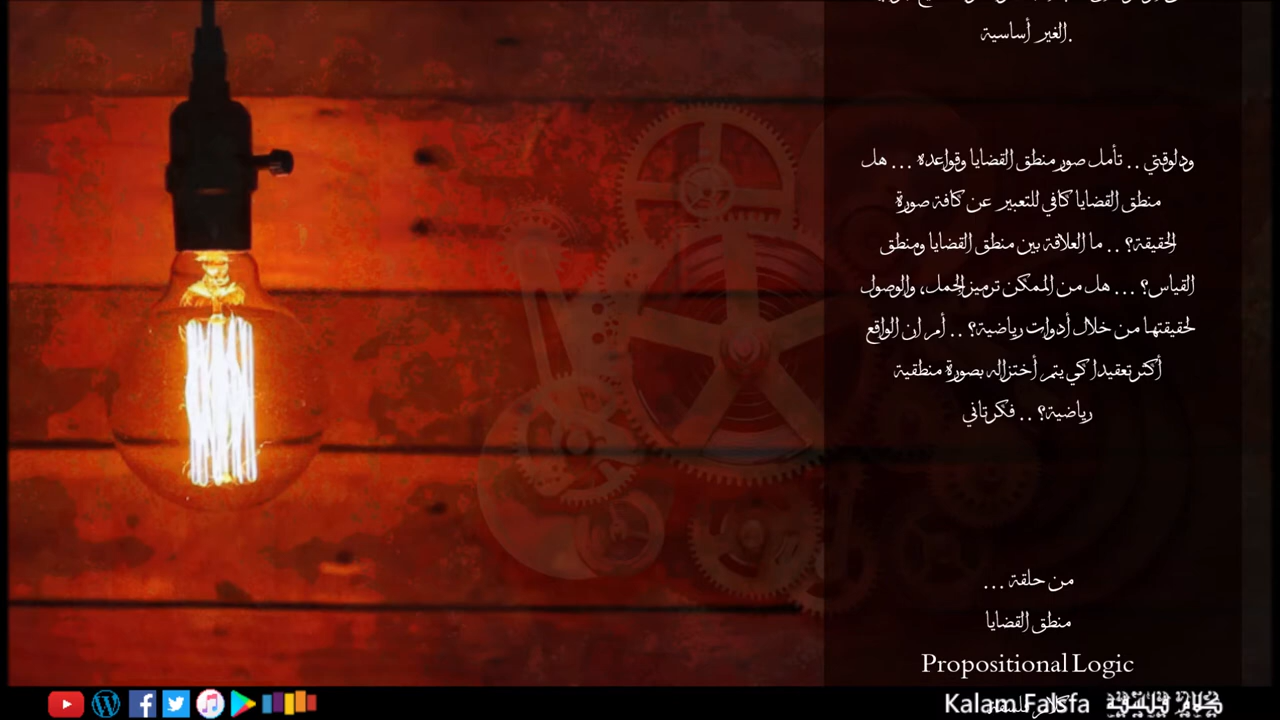 الغير أساسية.
ودلوقتي .. تأمل صور منطق القضايا وقواعده ... هل
منطق القضايا كافي للتعبير عن كافة صورة
الحقيقة؟ .. ما العلاقة بين منطق القضايا ومنطق
القياس؟ ... هل من الممكن ترميز الجمل، والوصول
لحقيقتها من خلال أدوات رياضية؟ .. أم ان الواقع
أكثر تعقيدا كي يتم أختزاله بصورة منطقية
رياضية؟ .. فكر تاني
من حلقة ...
منطق القضايا
Propositional Logic
Kalam Falsfa كلام فلسفة